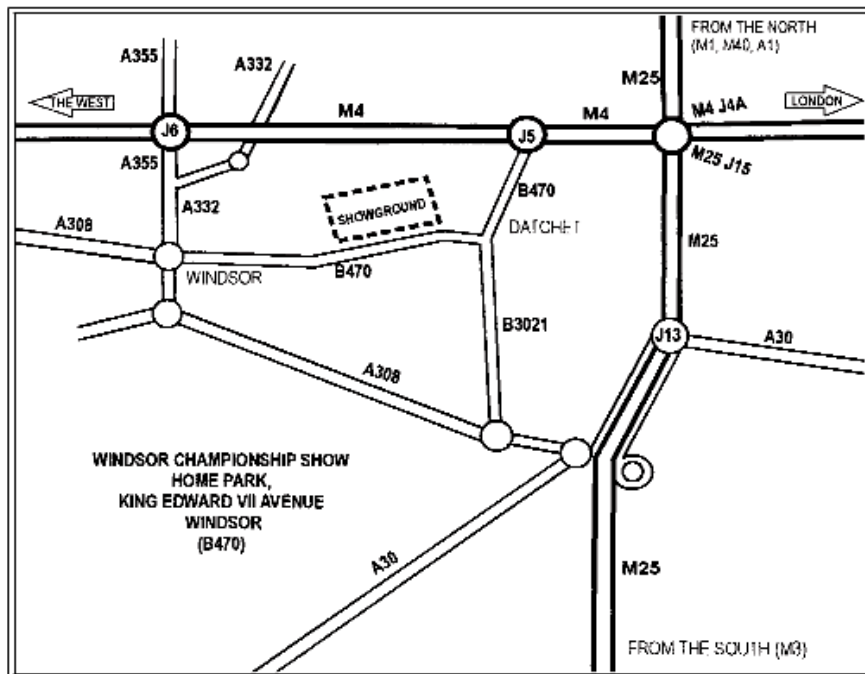 FROM THE NORTH
(M1, M40, A1)
A355
A332
M25
THE WEST
M4
M4
M4 J4A
LONDON
J6
J5
M25 J15
A355
A332
B470
SHOWGROUND
A308
DATCHET
M25
WINDSOR
B470
B3021
J13
A30
A308
WINDSOR CHAMPIONSHIP SHOW
HOME PARK,
KING EDWARD VII AVENUE
WINDSOR
(B470)
A30
M25
FROM THE SOUTH (M3)